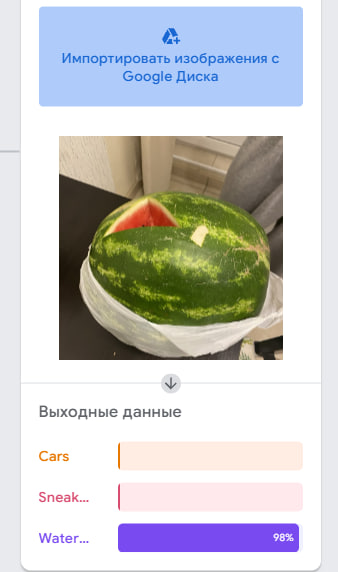 Импортировать изображения с
Google Диска
Выходные данные
Cars
Sneak...
Water...
98%